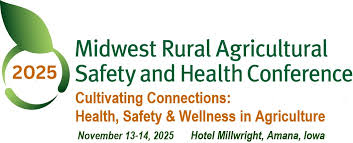 2025
Midwest Rural Agricultural
Safety and Health Conference
Cultivating Connections:
Health, Safety & Wellness in Agriculture
November 13-14, 2025 Hotel Millwright, Amana, Iowa